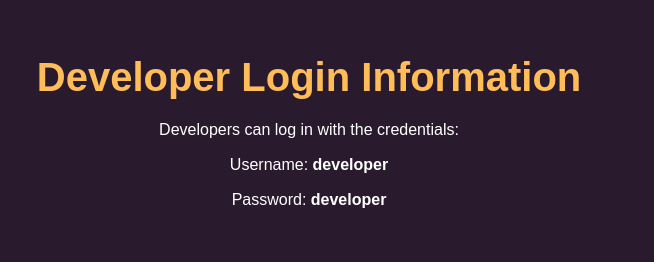 Developer Login Information
Developers can log in with the credentials:
Username: developer
Password: developer